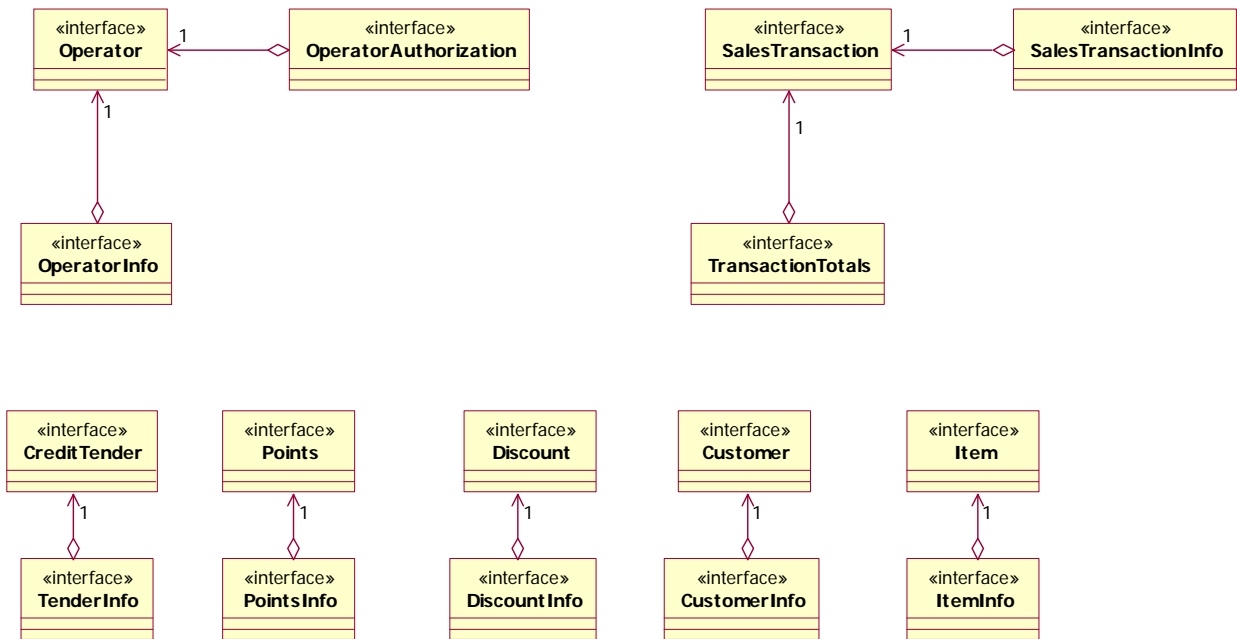 «interface»
Operator
1
«interface»
OperatorAuthorization
«interface»
SalesTransaction
1
«interface»
SalesTransactionInfo
1
1
«interface»
OperatorInfo
«interface»
TransactionTotals
«interface»
CreditTender
«interface»
Points
«interface»
Discount
«interface»
Customer
«interface»
Item
1
1
1
1
1
«interface»
TenderInfo
«interface»
PointsInfo
«interface»
DiscountInfo
«interface»
CustomerInfo
«interface»
ItemInfo